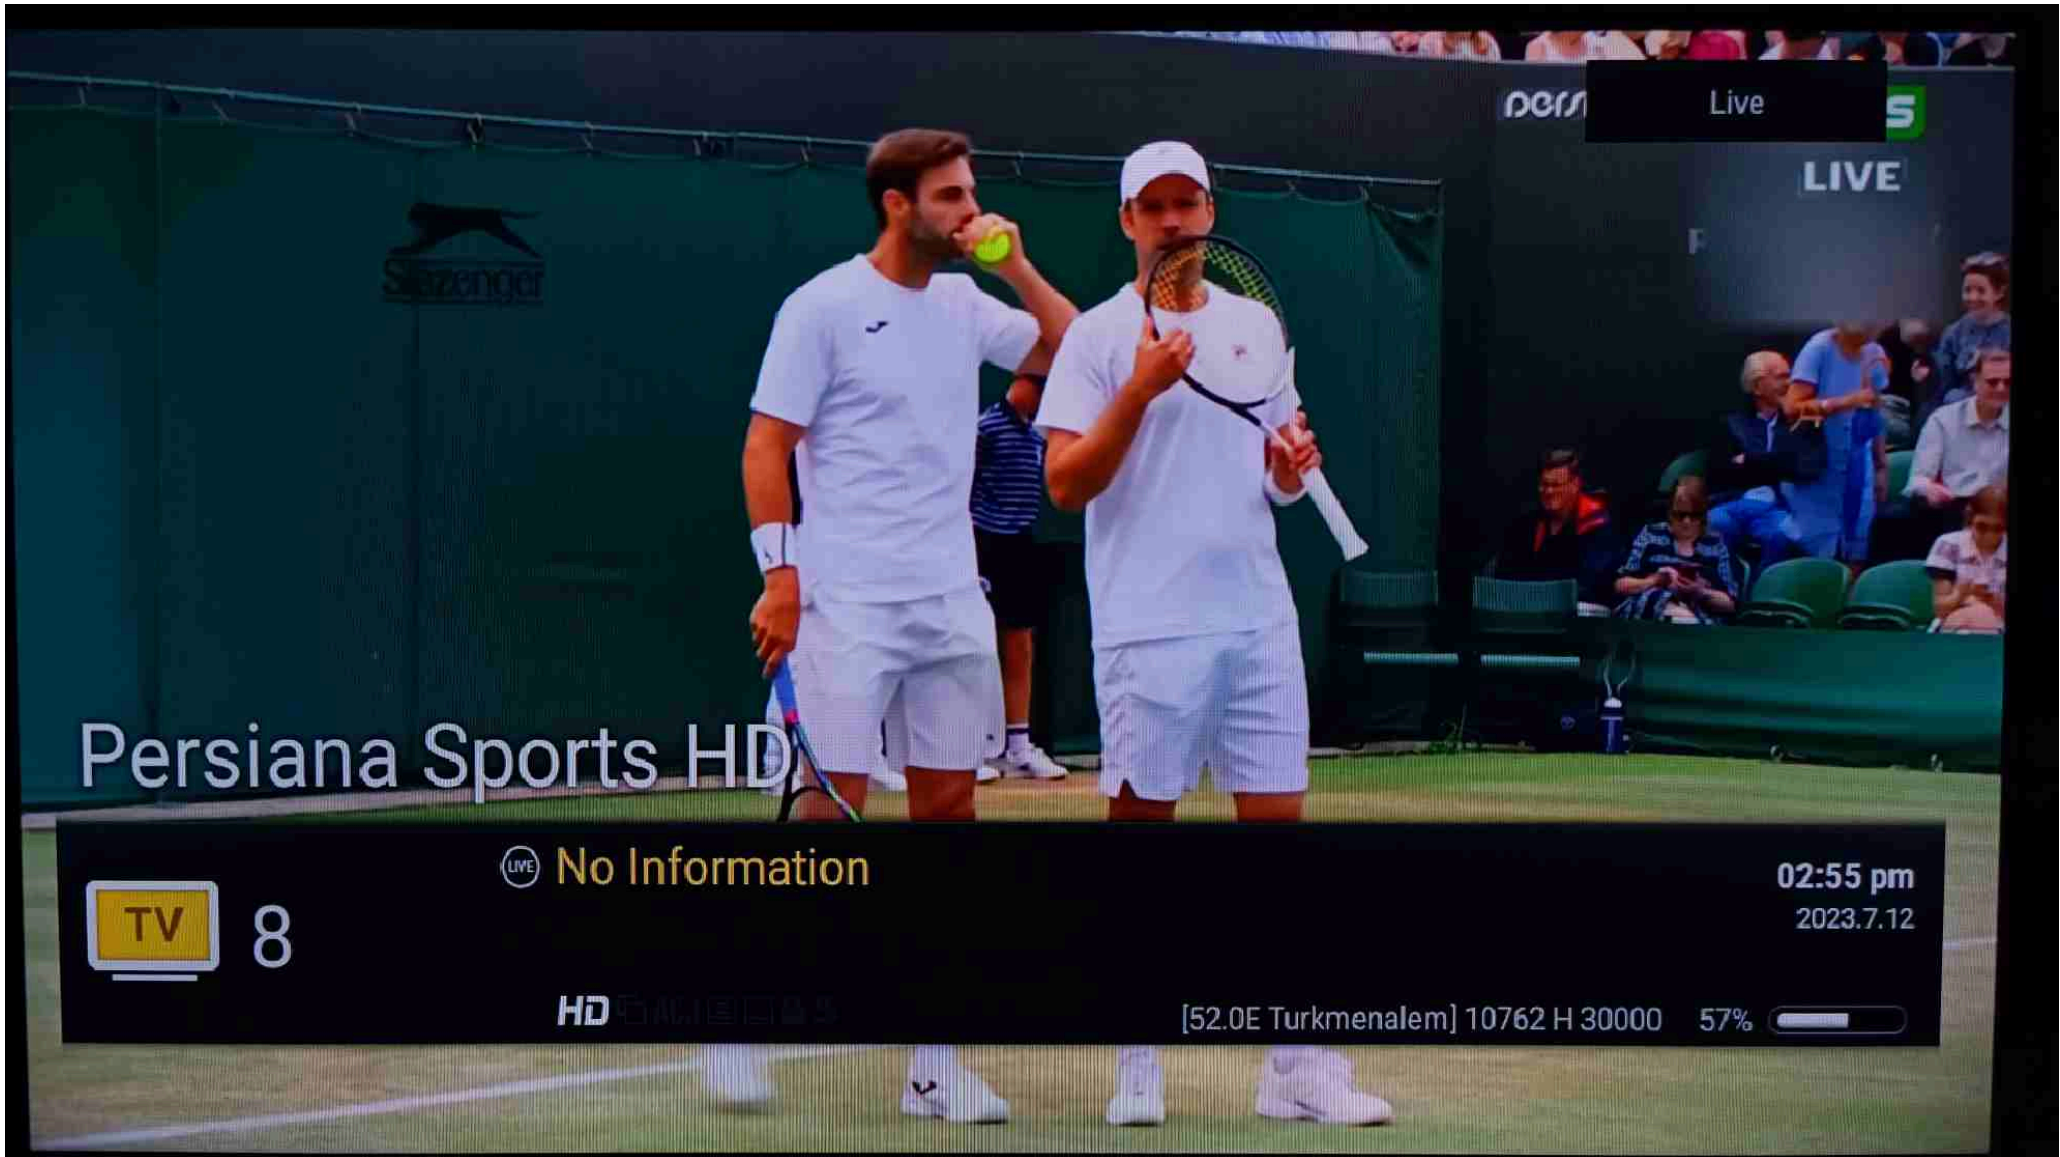 Live
LIVE
Slazenger
Persiana Sports HD
LIVE No Information
02:55 pm
2023.7.12
TV 8
HD
[52.0E Turkmenalem] 10762 H 30000 57%